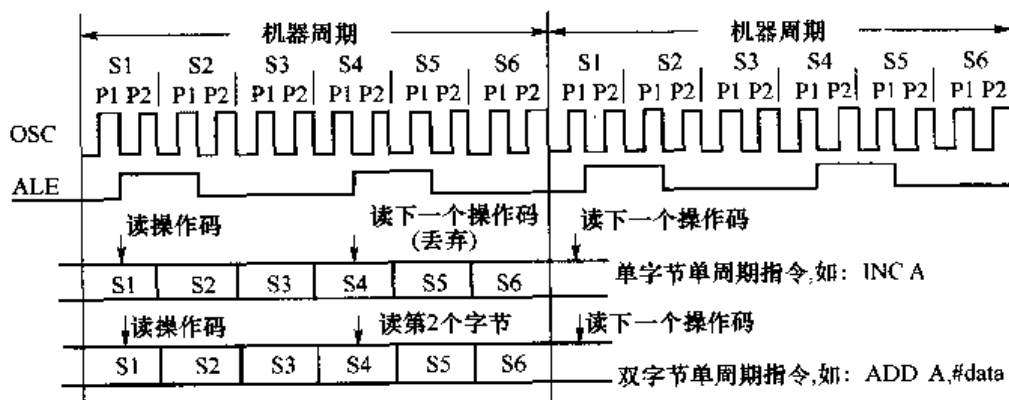 机器周期 机器周期
S1 S2 S3 S4 S5 S6 S1 S2 S3 S4 S5 S6
P1 P2 P1 P2 P1 P2 P1 P2 P1 P2 P1 P2 P1 P2 P1 P2 P1 P2 P1 P2 P1 P2 P1 P2
OSC
ALE
读操作码 读下一个操作码 读下一个操作码
(丢弃)
S1 S2 S3 S4 S5 S6 单字节单周期指令,如: INC A
读操作码 读第2个字节 读下一个操作码
S1 S2 S3 S4 S5 S6 双字节单周期指令,如: ADD A,#data